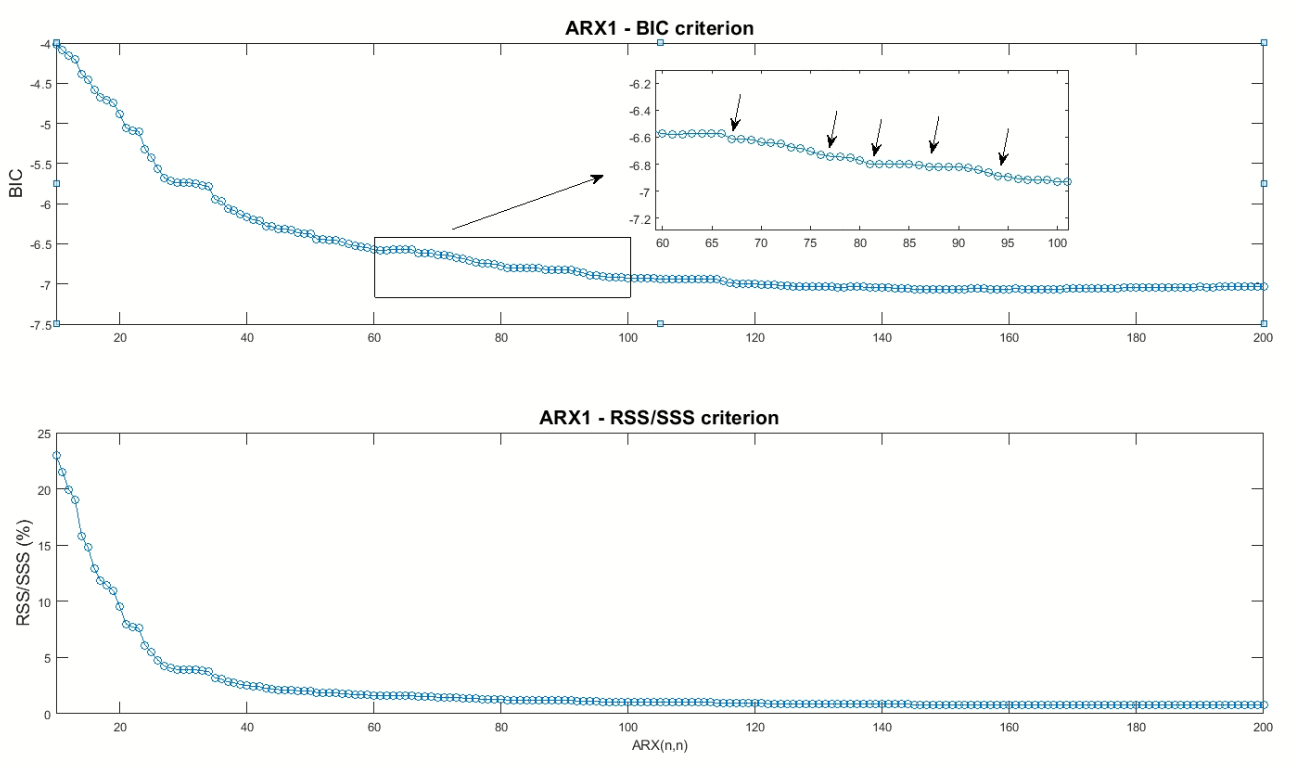 ARX1 - BIC criterion
BIC
-4
-4.5
-5
-5.5
-6
-6.5
-7
-7.5
20 40 60 80 100 120 140 160 180 200
-6.2
-6.4
-6.6
-6.8
-7
-7.2
60 65 70 75 80 85 90 95 100
ARX1 - RSS/SSS criterion
RSS/SSS (%)
25
20
15
10
5
0
20 40 60 80 100 120 140 160 180 200
ARX(n,n)